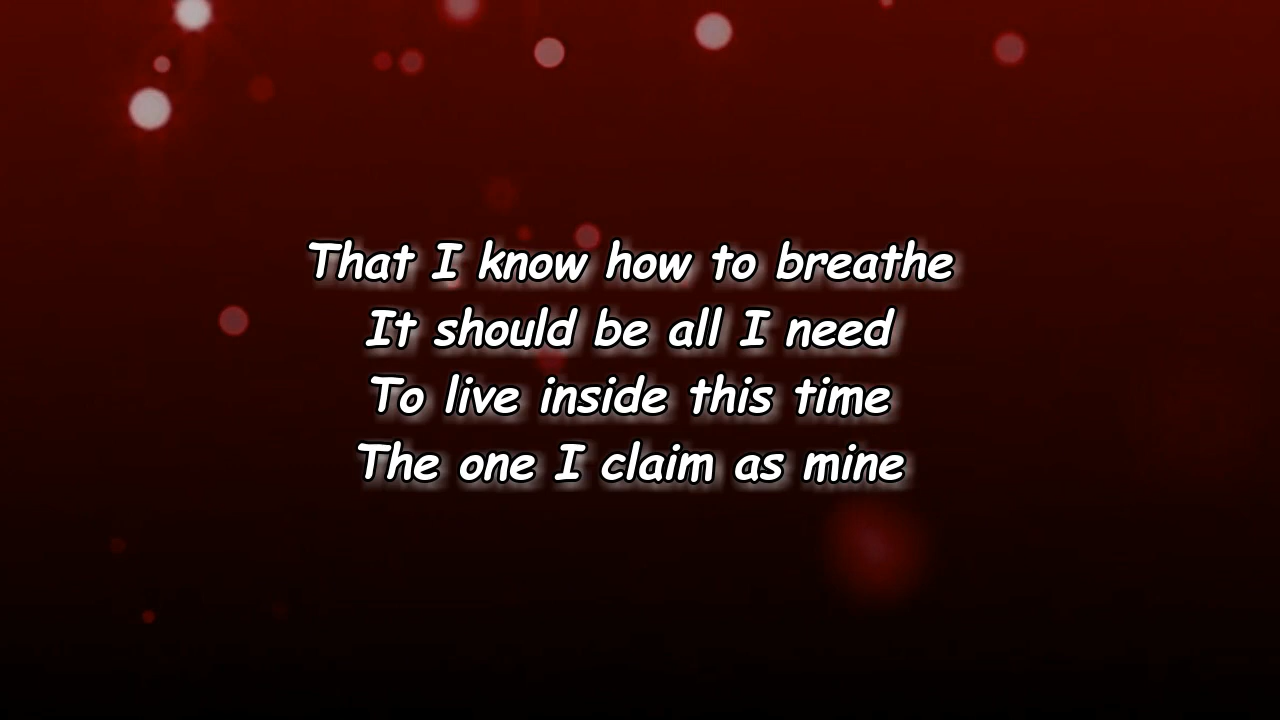 That I know how to breathe
It should be all I need
To live inside this time
The one I claim as mine